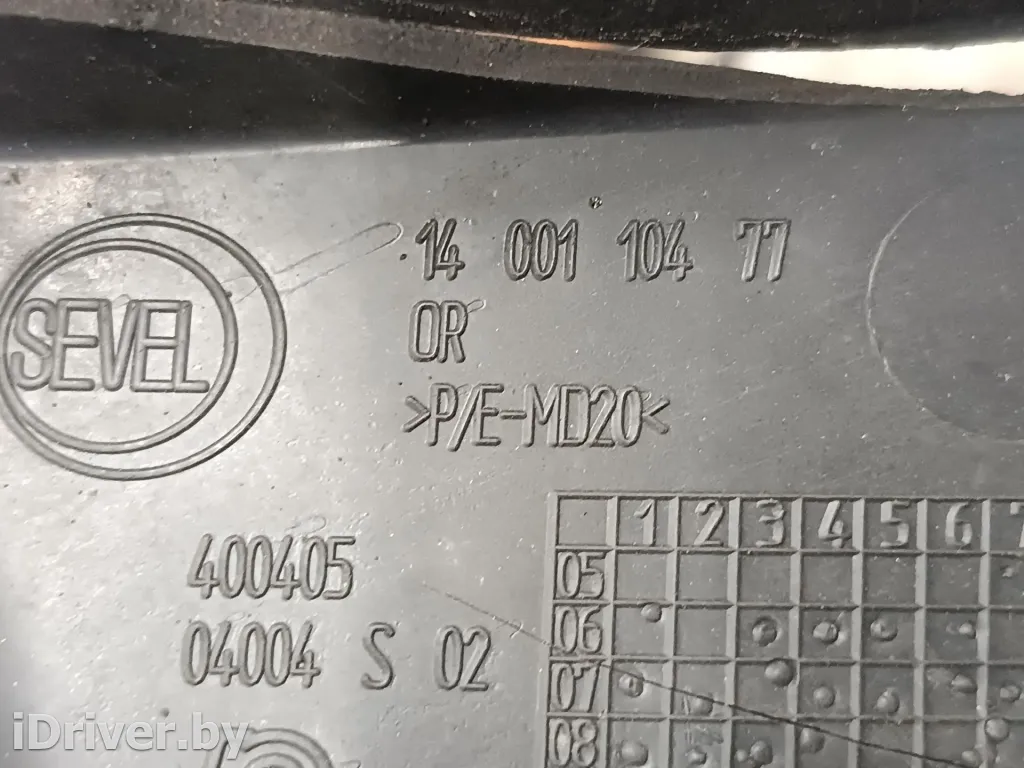 14 001 104 77
SEVEL
OR
>P/E-MD20<
400405
04004 S 02
1 2 3 4 5 6 7
05
06
07
08
iDriver.by